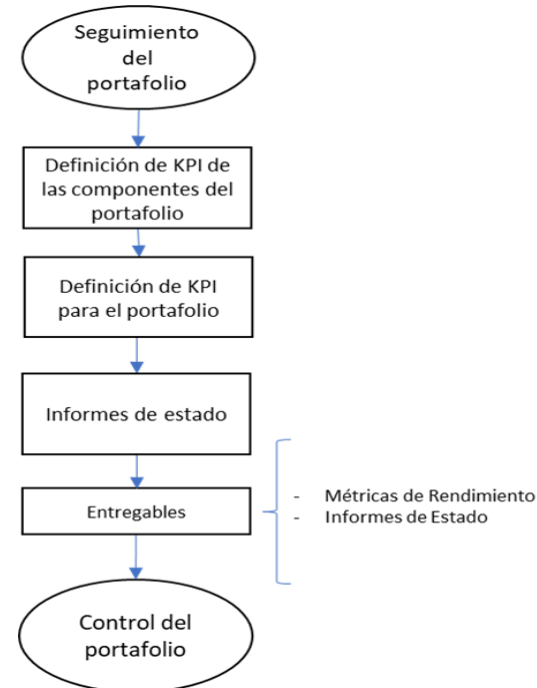 Seguimiento
del
portafolio
Definición de KPI de
las componentes del
portafolio
Definición de KPI
para el portafolio
Informes de estado
Entregables
- Métricas de Rendimiento
- Informes de Estado
Control del
portafolio